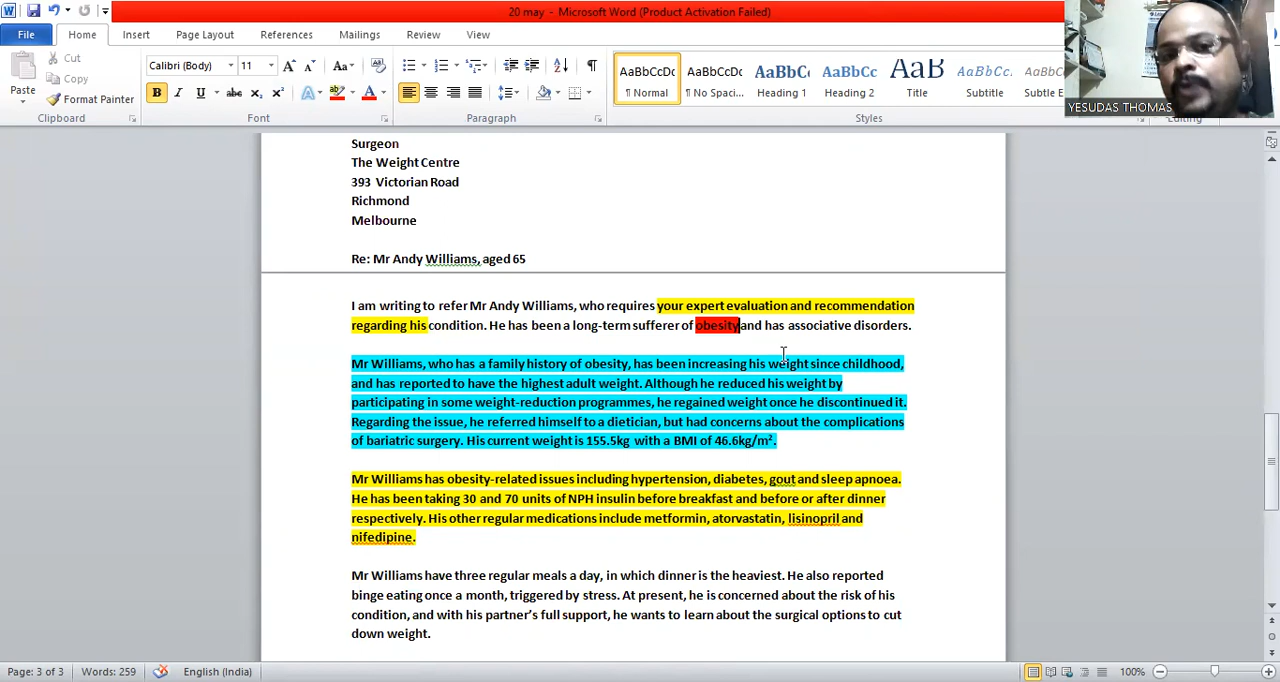 20 may - Microsoft Word (Product Activation Failed)
File Home Insert Page Layout References Mailings Review View
Cut
Copy
Format Painter
Paste
Calibri (Body) 11
AaBbCcDc AaBbCcDc AaBbC AaBbCc AaB AaBbCc. AaBbCc
¶ Normal ¶ No Spaci... Heading 1 Heading 2 Title Subtitle Subtle E
Clipboard Font Paragraph Styles Editing
YESUDAS THOMAS
Surgeon
The Weight Centre
393 Victorian Road
Richmond
Melbourne
Re: Mr Andy Williams, aged 65
I am writing to refer Mr Andy Williams, who requires your expert evaluation and recommendation
regarding his condition. He has been a long-term sufferer of obesity and has associative disorders.
Mr Williams, who has a family history of obesity, has been increasing his weight since childhood,
and has reported to have the highest adult weight. Although he reduced his weight by
participating in some weight-reduction programmes, he regained weight once he discontinued it.
Regarding the issue, he referred himself to a dietician, but had concerns about the complications
of bariatric surgery. His current weight is 155.5kg with a BMI of 46.6kg/m².
Mr Williams has obesity-related issues including hypertension, diabetes, gout and sleep apnoea.
He has been taking 30 and 70 units of NPH insulin before breakfast and before or after dinner
respectively. His other regular medications include metformin, atorvastatin, lisinopril and
nifedipine.
Mr Williams have three regular meals a day, in which dinner is the heaviest. He also reported
binge eating once a month, triggered by stress. At present, he is concerned about the risk of his
condition, and with his partner's full support, he wants to learn about the surgical options to cut
down weight.
Page: 3 of 3 Words: 259 English (India) 100%